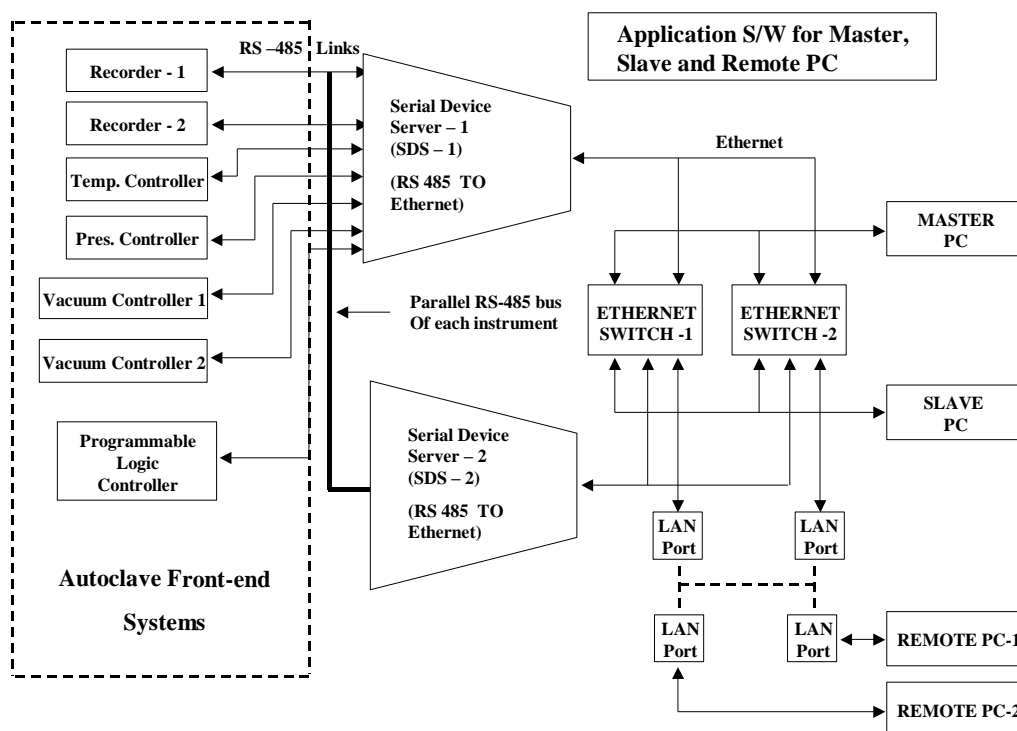 RS –485 Links
Application S/W for Master,
Slave and Remote PC
Recorder - 1
Recorder - 2
Temp. Controller
Pres. Controller
Vacuum Controller 1
Vacuum Controller 2
Programmable
Logic
Controller
Autoclave Front-end
Systems
Serial Device
Server – 1
(SDS – 1)
(RS 485 TO
Ethernet)
Parallel RS-485 bus
Of each instrument
Serial Device
Server – 2
(SDS – 2)
(RS 485 TO
Ethernet)
Ethernet
ETHERNET
SWITCH -1
ETHERNET
SWITCH -2
MASTER
PC
SLAVE
PC
LAN
Port
LAN
Port
LAN
Port
LAN
Port
REMOTE PC-1
REMOTE PC-2